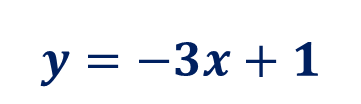 y = −3x + 1